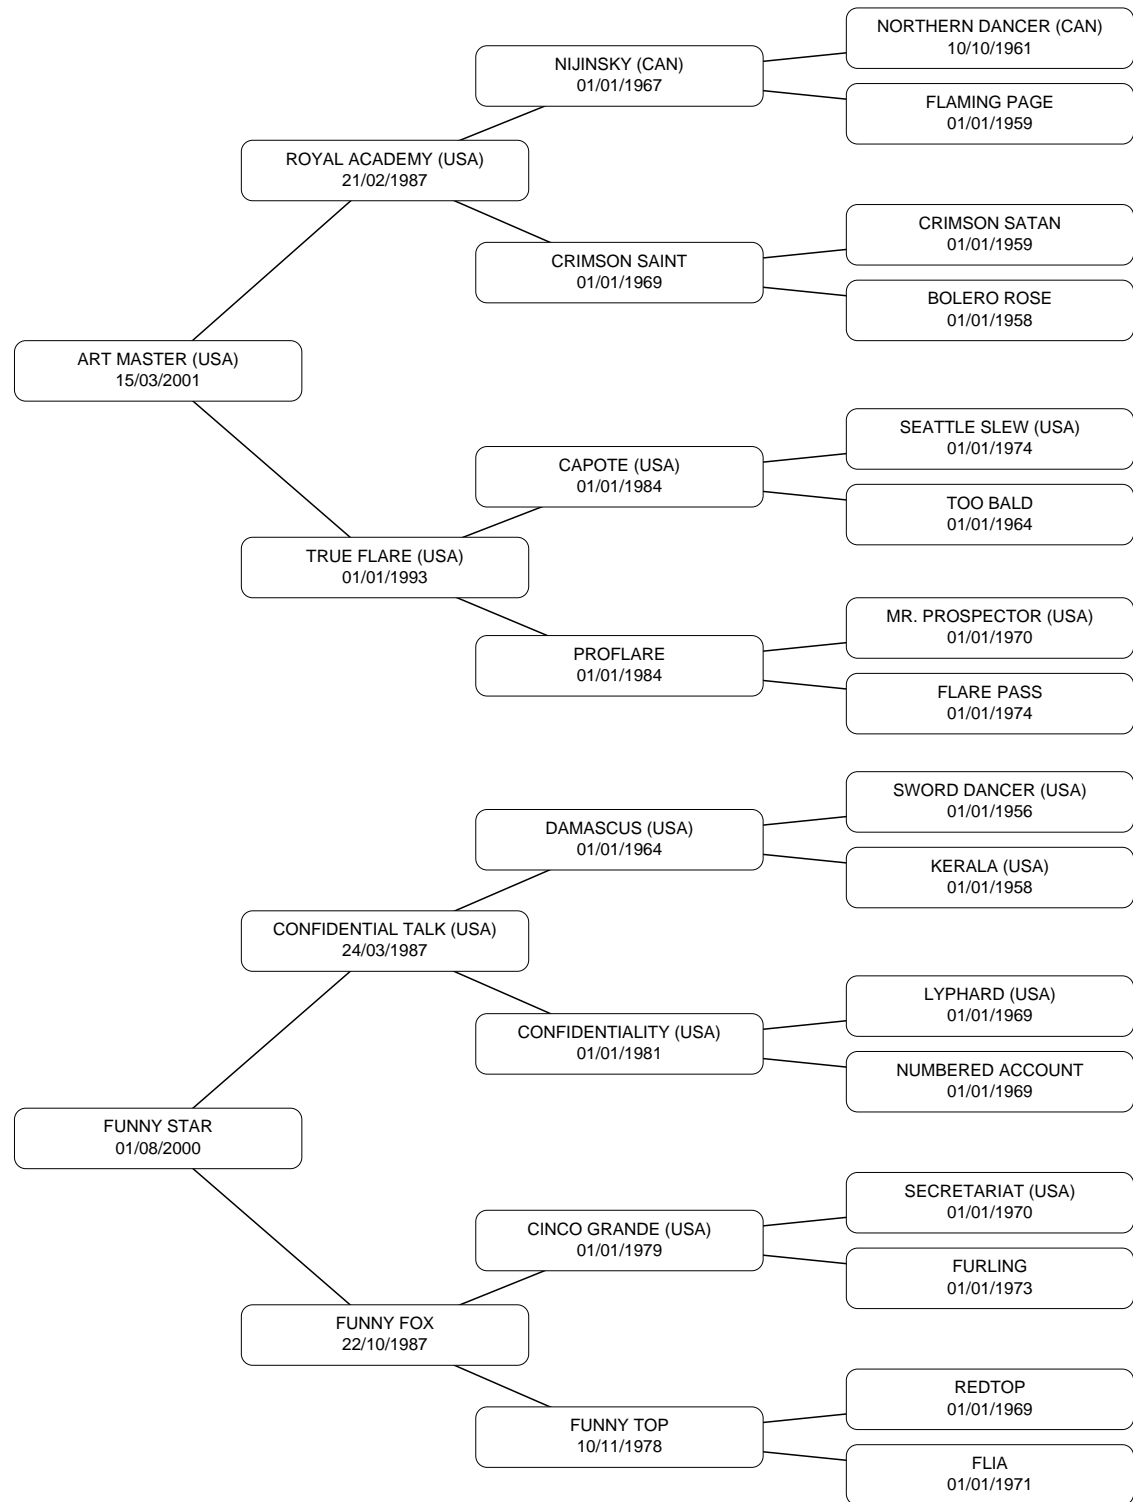 NORTHERN DANCER (CAN)
10/10/1961
NIJINSKY (CAN)
01/01/1967
FLAMING PAGE
01/01/1959
ROYAL ACADEMY (USA)
21/02/1987
CRIMSON SATAN
01/01/1959
CRIMSON SAINT
01/01/1969
BOLERO ROSE
01/01/1958
ART MASTER (USA)
15/03/2001
SEATTLE SLEW (USA)
01/01/1974
CAPOTE (USA)
01/01/1984
TOO BALD
01/01/1964
TRUE FLARE (USA)
01/01/1993
MR. PROSPECTOR (USA)
01/01/1970
PROFLARE
01/01/1984
FLARE PASS
01/01/1974
SWORD DANCER (USA)
01/01/1956
DAMASCUS (USA)
01/01/1964
KERALA (USA)
01/01/1958
CONFIDENTIAL TALK (USA)
24/03/1987
LYPHARD (USA)
01/01/1969
CONFIDENTIALITY (USA)
01/01/1981
NUMBERED ACCOUNT
01/01/1969
FUNNY STAR
01/08/2000
SECRETARIAT (USA)
01/01/1970
CINCO GRANDE (USA)
01/01/1979
FURLING
01/01/1973
FUNNY FOX
22/10/1987
REDTOP
01/01/1969
FUNNY TOP
10/11/1978
FLIA
01/01/1971